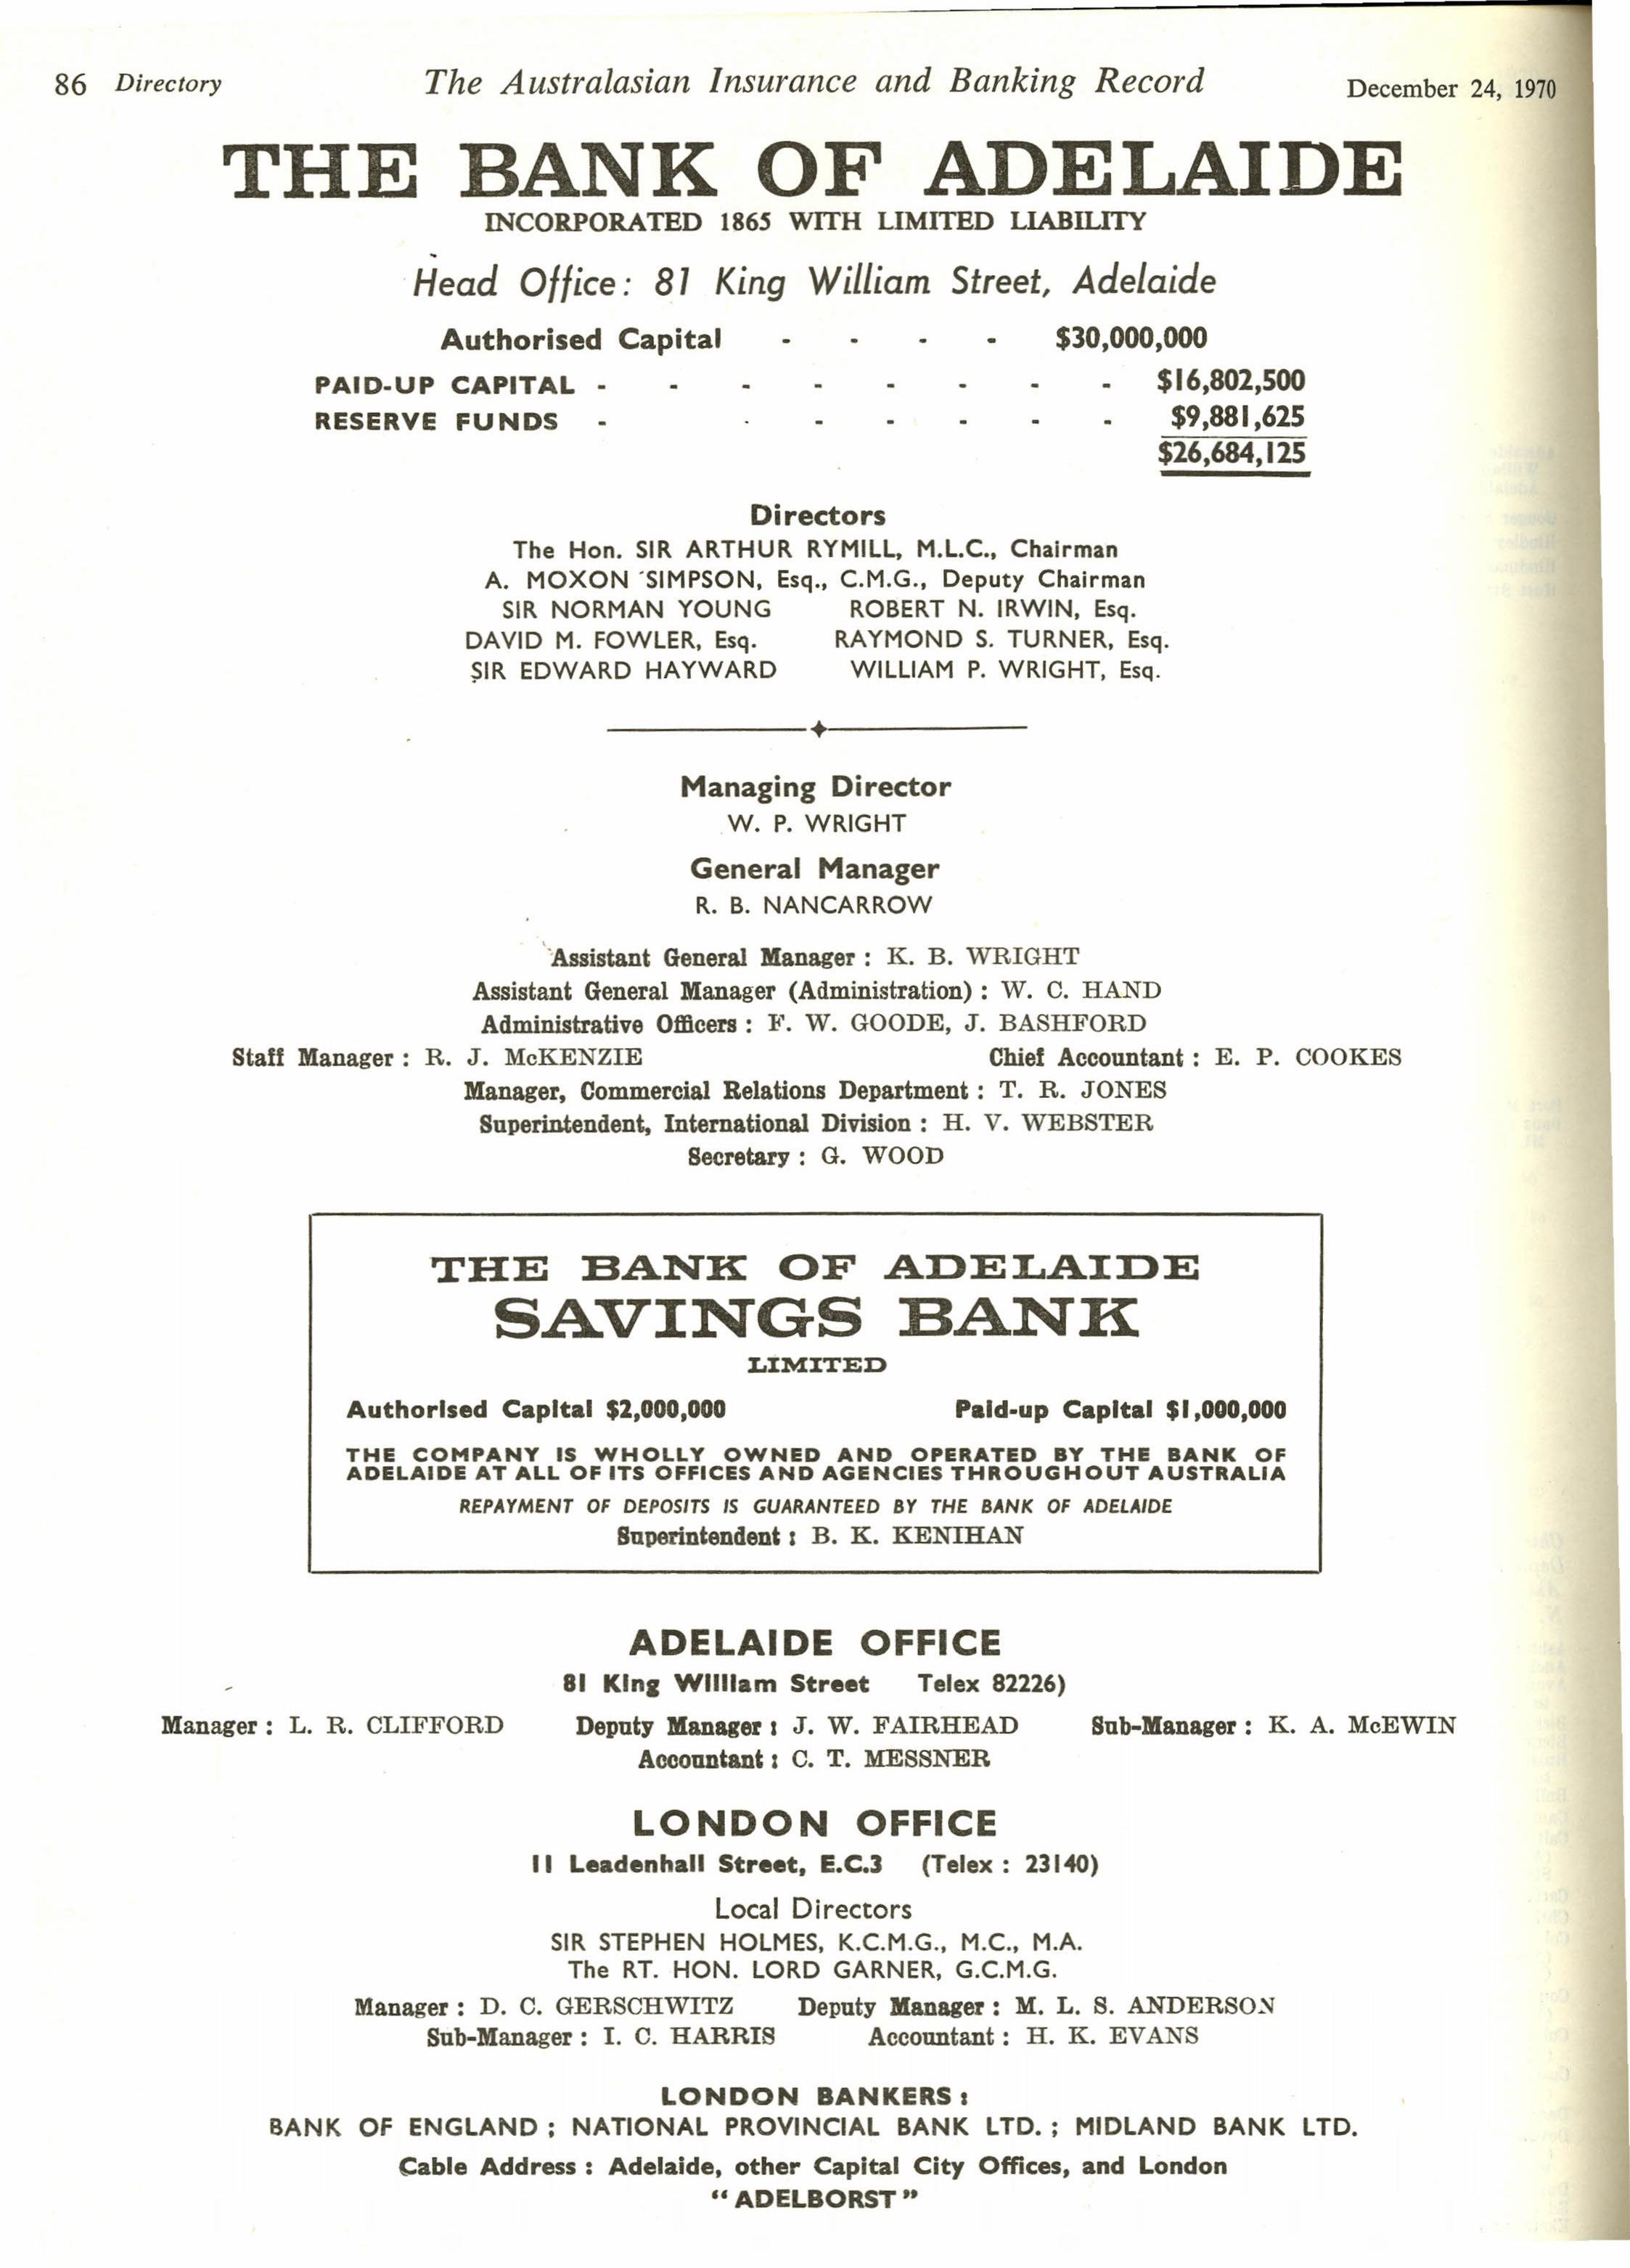 86 Directory The Australasian Insurance and Banking Record December 24, 1970
THE BANK OF ADELAIDE
INCORPORATED 1865 WITH LIMITED LIABILITY
Head Office: 81 King William Street, Adelaide
Authorised Capital - - - - $30,000,000
PAID-UP CAPITAL - - - - - - - - $16,802,500
RESERVE FUNDS - - - - - - - $9,881,625
$26,684,125
Directors
The Hon. SIR ARTHUR RYMILL, M.L.C., Chairman
A. MOXON SIMPSON, Esq., C.M.G., Deputy Chairman
SIR NORMAN YOUNG ROBERT N. IRWIN, Esq.
DAVID M. FOWLER, Esq. RAYMOND S. TURNER, Esq.
SIR EDWARD HAYWARD WILLIAM P. WRIGHT, Esq.
Managing Director
W. P. WRIGHT
General Manager
R. B. NANCARROW
Assistant General Manager : K. B. WRIGHT
Assistant General Manager (Administration) : W. C. HAND
Administrative Officers : F. W. GOODE, J. BASHFORD
Staff Manager : R. J. McKENZIE Chief Accountant : E. P. COOKES
Manager, Commercial Relations Department : T. R. JONES
Superintendent, International Division : H. V. WEBSTER
Secretary : G. WOOD
THE BANK OF ADELAIDE
SAVINGS BANK
LIMITED
Authorised Capital $2,000,000 Paid-up Capital $1,000,000
THE COMPANY IS WHOLLY OWNED AND OPERATED BY THE BANK OF
ADELAIDE AT ALL OF ITS OFFICES AND AGENCIES THROUGHOUT AUSTRALIA
REPAYMENT OF DEPOSITS IS GUARANTEED BY THE BANK OF ADELAIDE
Superintendent : B. K. KENIHAN
ADELAIDE OFFICE
81 King William Street Telex 82226)
Manager : L. R. CLIFFORD Deputy Manager : J. W. FAIRHEAD Sub-Manager : K. A. McEWIN
Accountant : C. T. MESSNER
LONDON OFFICE
11 Leadenhall Street, E.C.3 (Telex : 23140)
Local Directors
SIR STEPHEN HOLMES, K.C.M.G., M.C., M.A.
The RT. HON. LORD GARNER, G.C.M.G.
Manager : D. C. GERSCHWITZ Deputy Manager : M. L. S. ANDERSON
Sub-Manager : I. C. HARRIS Accountant : H. K. EVANS
LONDON BANKERS :
BANK OF ENGLAND ; NATIONAL PROVINCIAL BANK LTD. ; MIDLAND BANK LTD.
Cable Address : Adelaide, other Capital City Offices, and London
“ADELBORST”